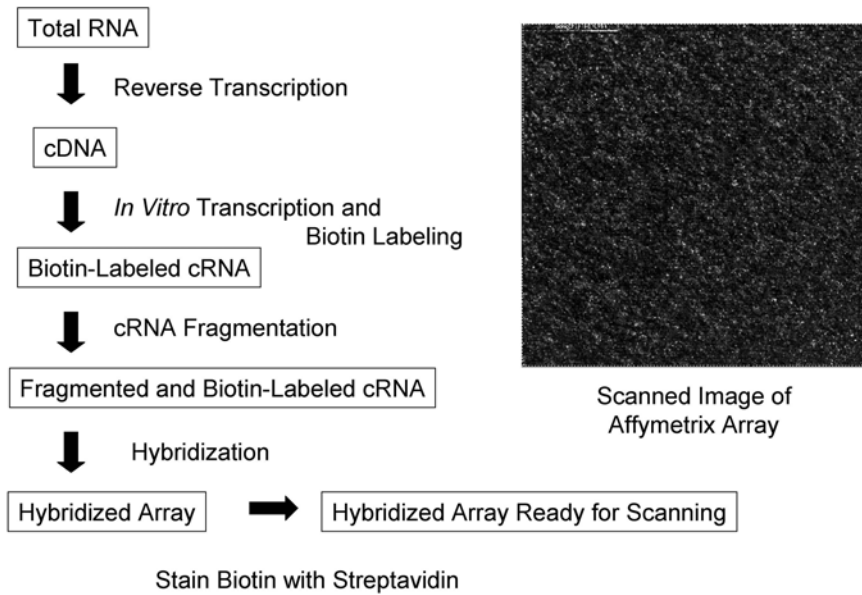 Total RNA
Reverse Transcription
cDNA
In Vitro Transcription and
Biotin Labeling
Biotin-Labeled cRNA
cRNA Fragmentation
Fragmented and Biotin-Labeled cRNA
Hybridization
Hybridized Array
Hybridized Array Ready for Scanning
Stain Biotin with Streptavidin
Scanned Image of
Affymetrix Array